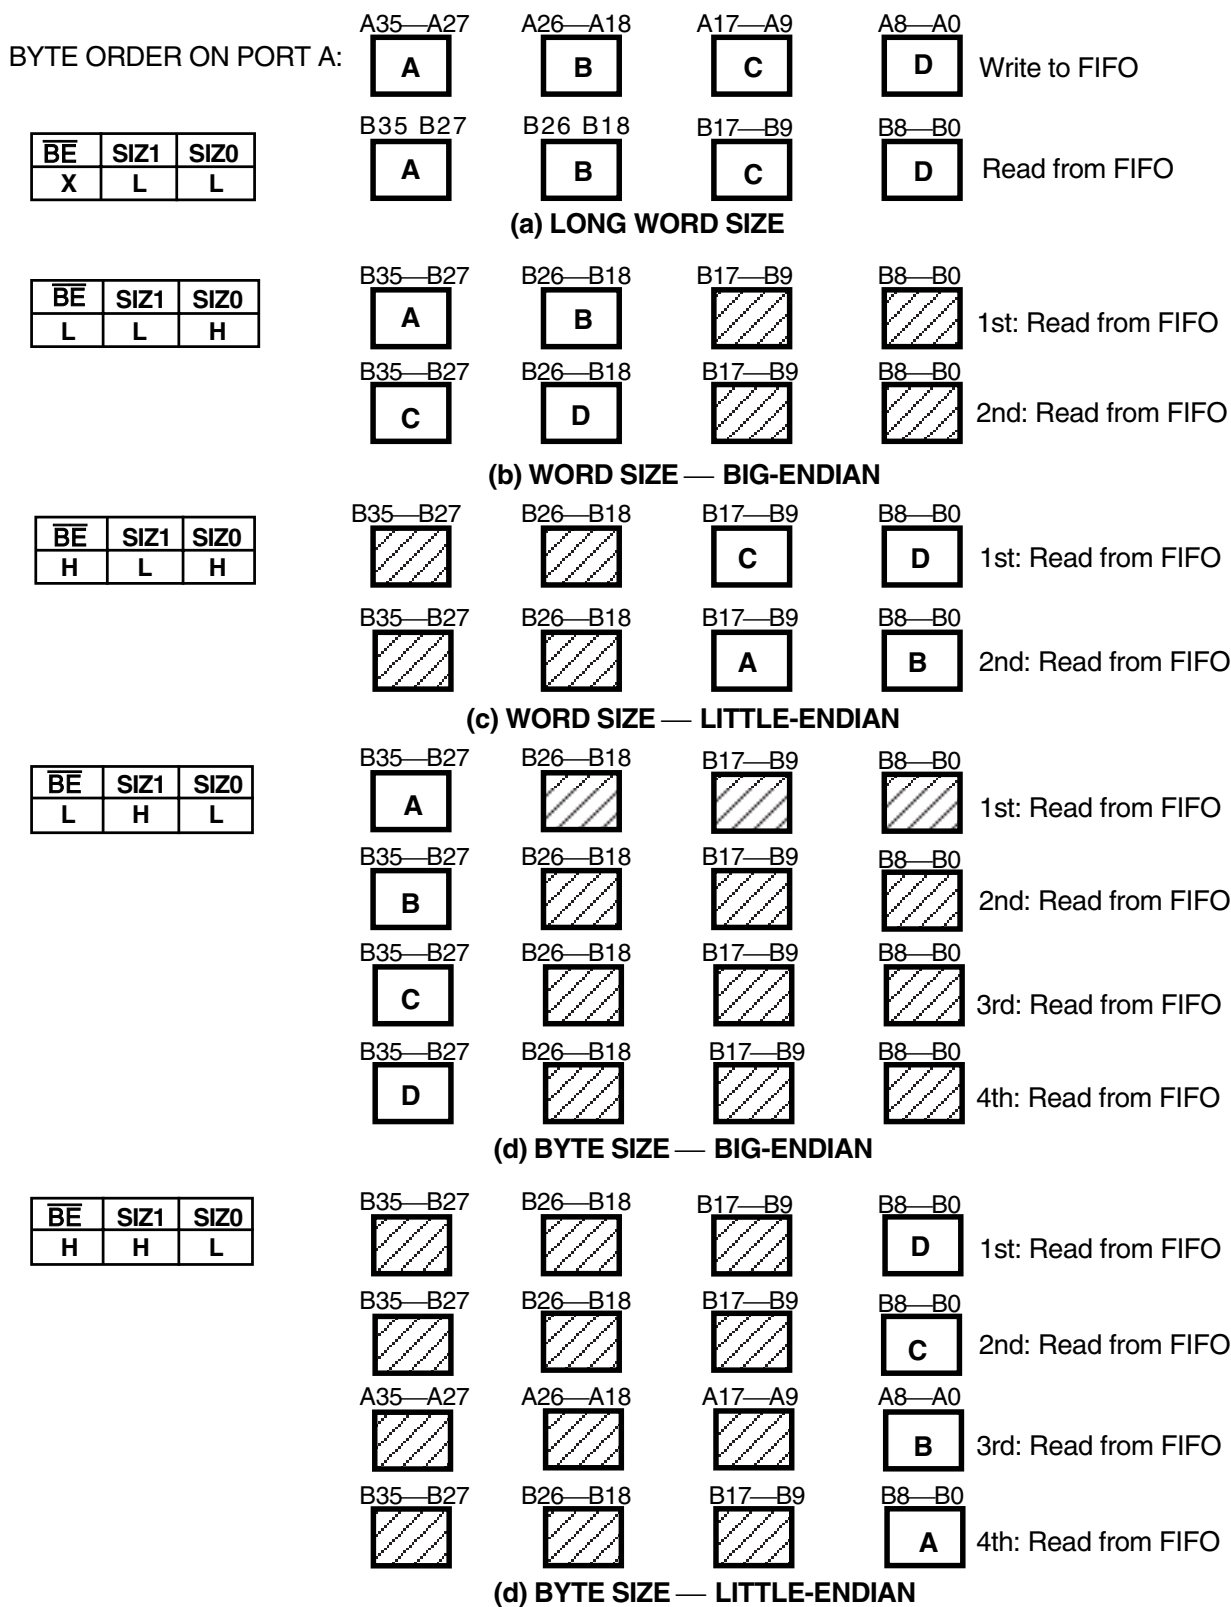 A35—A27 A26—A18 A17—A9 A8—A0
BYTE ORDER ON PORT A: A B C D Write to FIFO
B35 B27 B26 B18 B17—B9 B8—B0
BE SIZ1 SIZ0
X L L
A B C D Read from FIFO
(a) LONG WORD SIZE
B35—B27 B26—B18 B17—B9 B8—B0
BE SIZ1 SIZ0
L L H
A B 1st: Read from FIFO
B35—B27 B26—B18 B17—B9 B8—B0
C D 2nd: Read from FIFO
(b) WORD SIZE — BIG-ENDIAN
B35—B27 B26—B18 B17—B9 B8—B0
BE SIZ1 SIZ0
H L H
C D 1st: Read from FIFO
B35—B27 B26—B18 B17—B9 B8—B0
A B 2nd: Read from FIFO
(c) WORD SIZE — LITTLE-ENDIAN
B35—B27 B26—B18 B17—B9 B8—B0
BE SIZ1 SIZ0
L H L
A 1st: Read from FIFO
B35—B27 B26—B18 B17—B9 B8—B0
B 2nd: Read from FIFO
B35—B27 B26—B18 B17—B9 B8—B0
C 3rd: Read from FIFO
B35—B27 B26—B18 B17—B9 B8—B0
D 4th: Read from FIFO
(d) BYTE SIZE — BIG-ENDIAN
B35—B27 B26—B18 B17—B9 B8—B0
BE SIZ1 SIZ0
H H L
D 1st: Read from FIFO
B35—B27 B26—B18 B17—B9 B8—B0
C 2nd: Read from FIFO
A35—A27 A26—A18 A17—A9 A8—A0
B 3rd: Read from FIFO
B35—B27 B26—B18 B17—B9 B8—B0
A 4th: Read from FIFO
(d) BYTE SIZE — LITTLE-ENDIAN